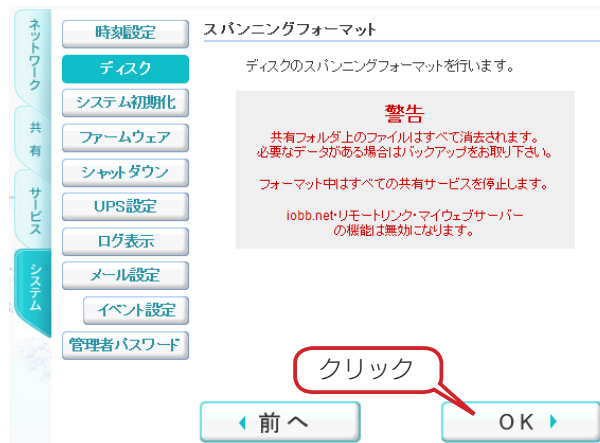 ネットワーク
共有
サービス
システム
時刻設定
ディスク
システム初期化
ファームウェア
シャットダウン
UPS設定
ログ表示
メール設定
イベント設定
管理者パスワード
スパンニングフォーマット
ディスクのスパンニングフォーマットを行います。
警告
共有フォルダ上のファイルはすべて消去されます。
必要なデータがある場合はバックアップをお取り下さい。
フォーマット中はすべての共有サービスを停止します。
iobb.net・リモートリンク・マイウェブサーバー
の機能は無効になります。
クリック
前へ
OK